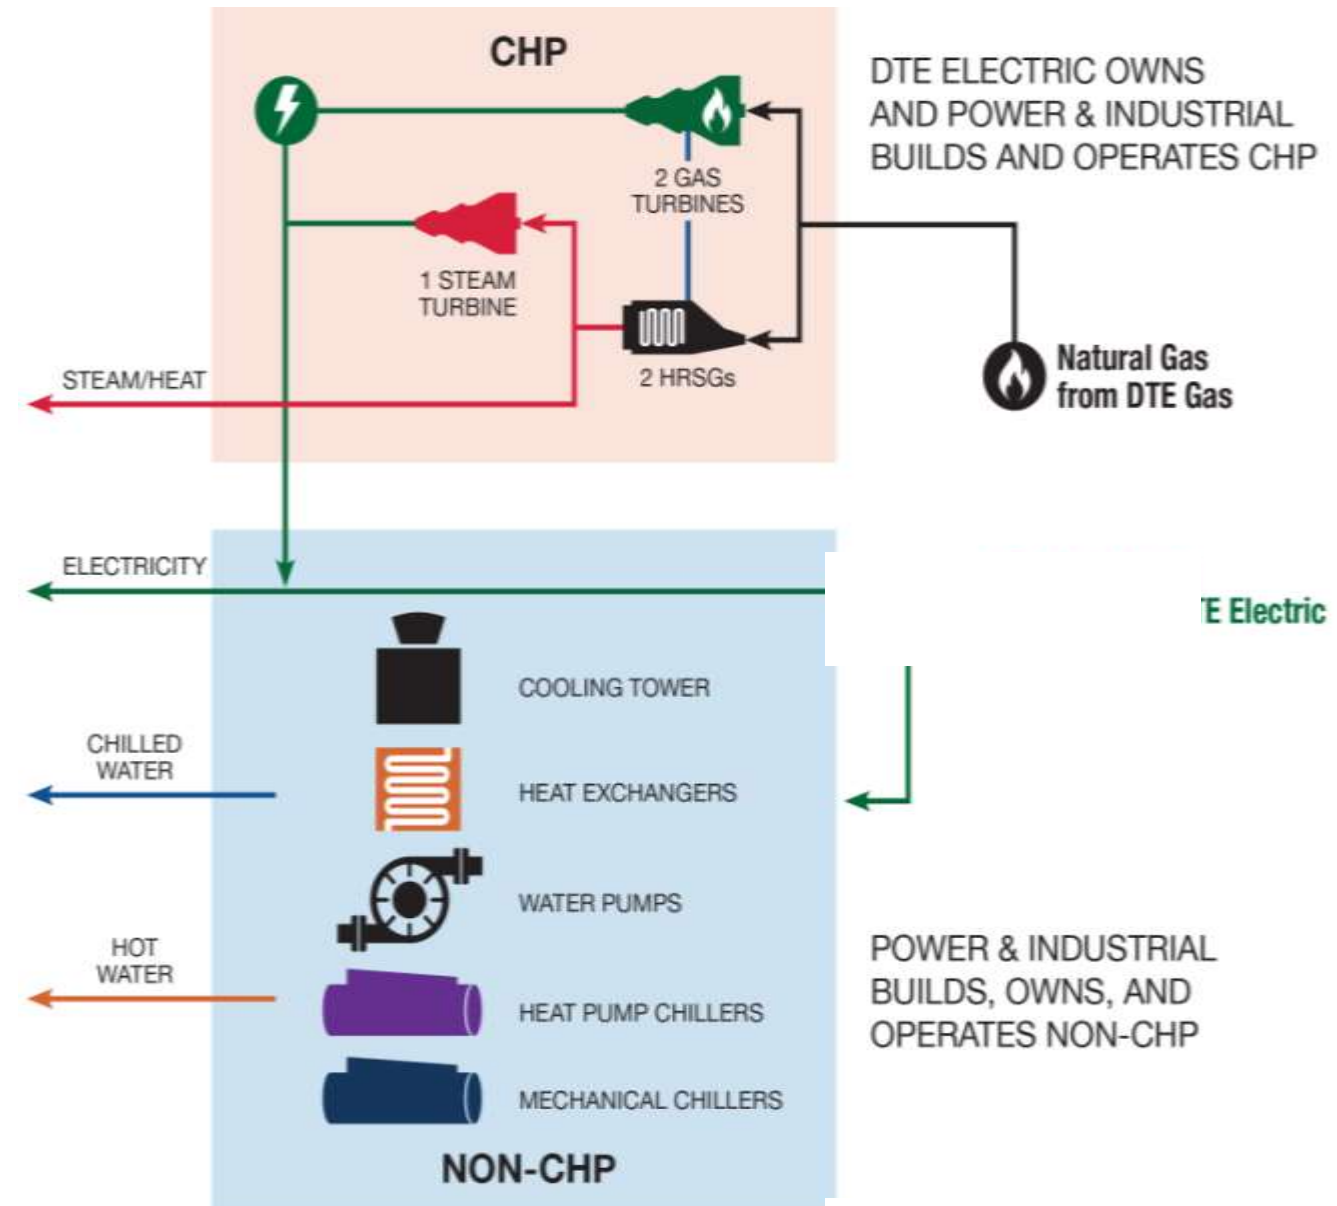 CHP
DTE ELECTRIC OWNS
AND POWER & INDUSTRIAL
BUILDS AND OPERATES CHP
2 GAS
TURBINES
1 STEAM
TURBINE
2 HRSGs
Natural Gas
from DTE Gas
STEAM/HEAT
ELECTRICITY
E Electric
COOLING TOWER
CHILLED
WATER
HEAT EXCHANGERS
WATER PUMPS
HOT
WATER
POWER & INDUSTRIAL
BUILDS, OWNS, AND
OPERATES NON-CHP
HEAT PUMP CHILLERS
MECHANICAL CHILLERS
NON-CHP